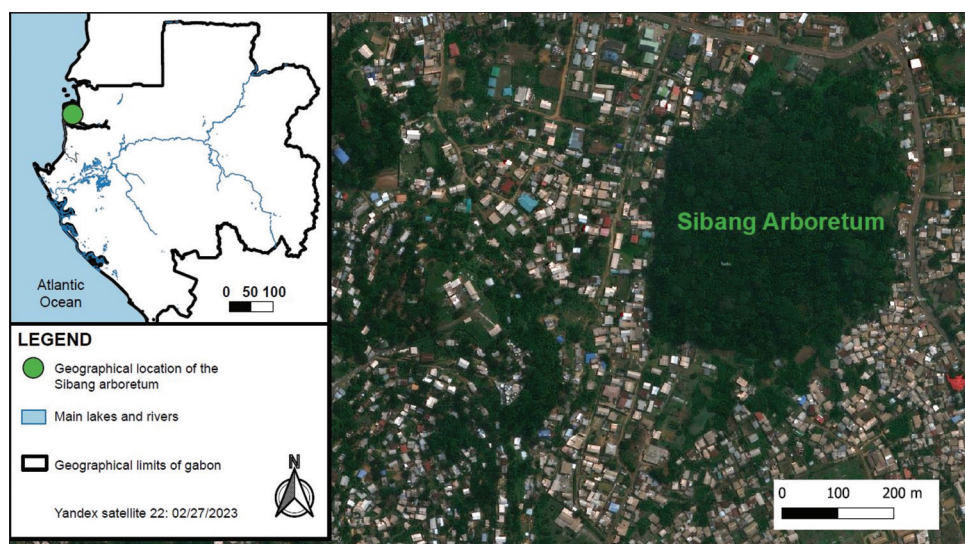 Atlantic
Ocean
0 50 100
LEGEND
Geographical location of the
Sibang arboretum
Main lakes and rivers
Geographical limits of gabon
N
Yandex satellite 22: 02/27/2023
Sibang Arboretum
0 100 200 m